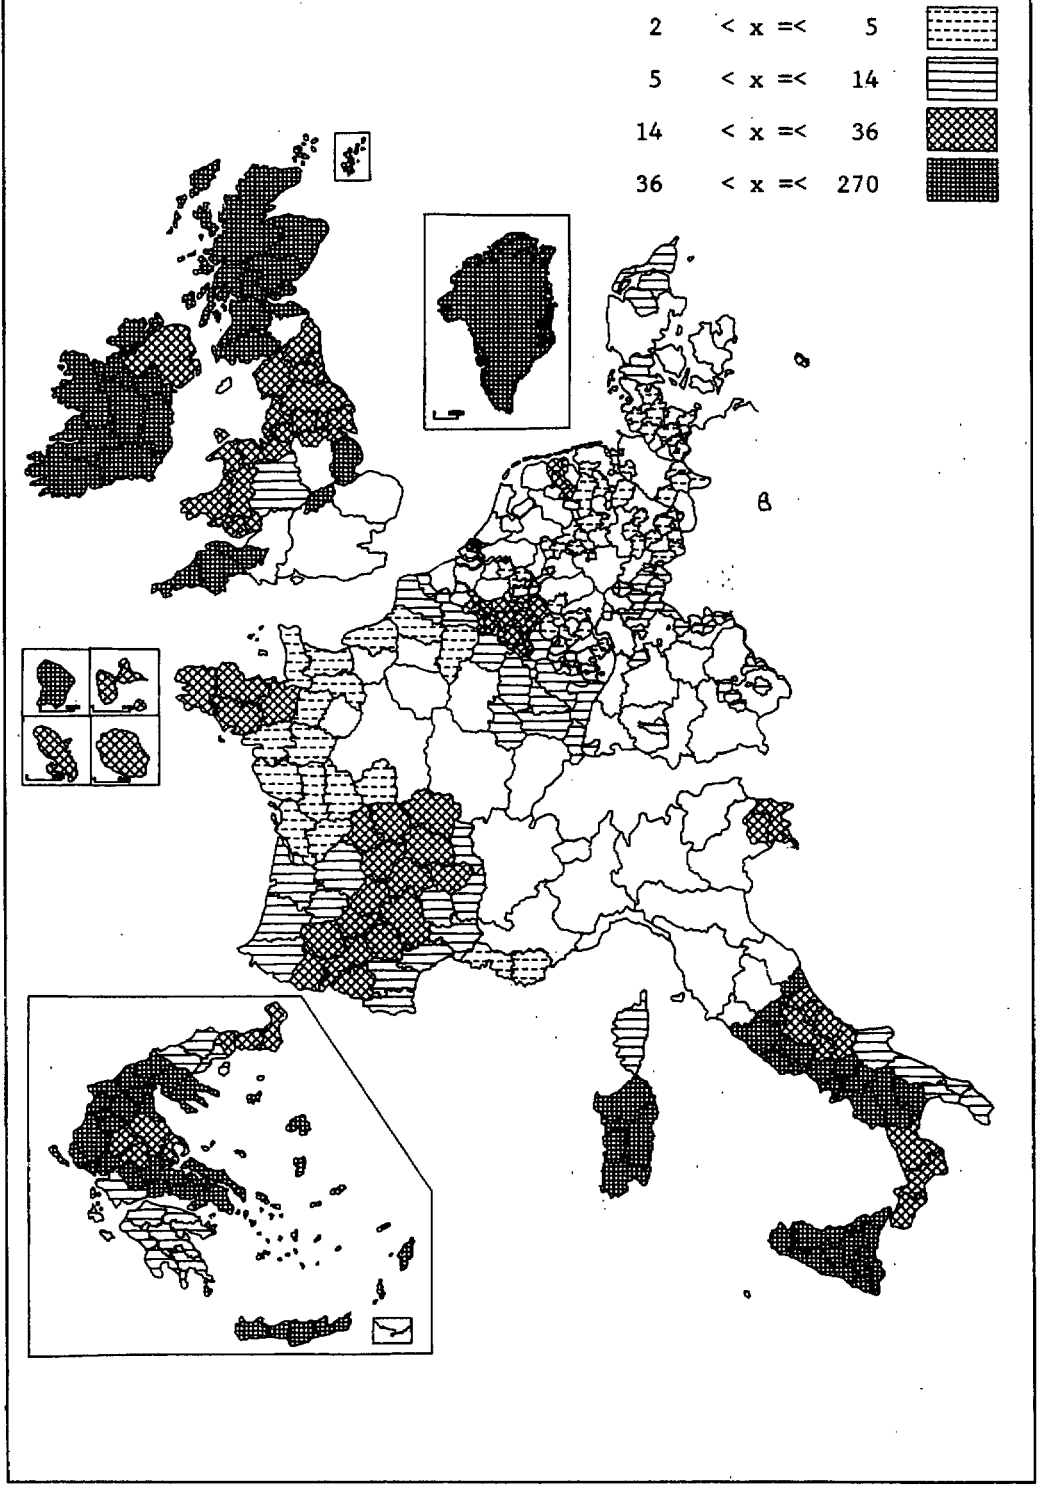 2 < x =< 5
5 < x =< 14
14 < x =< 36
36 < x =< 270